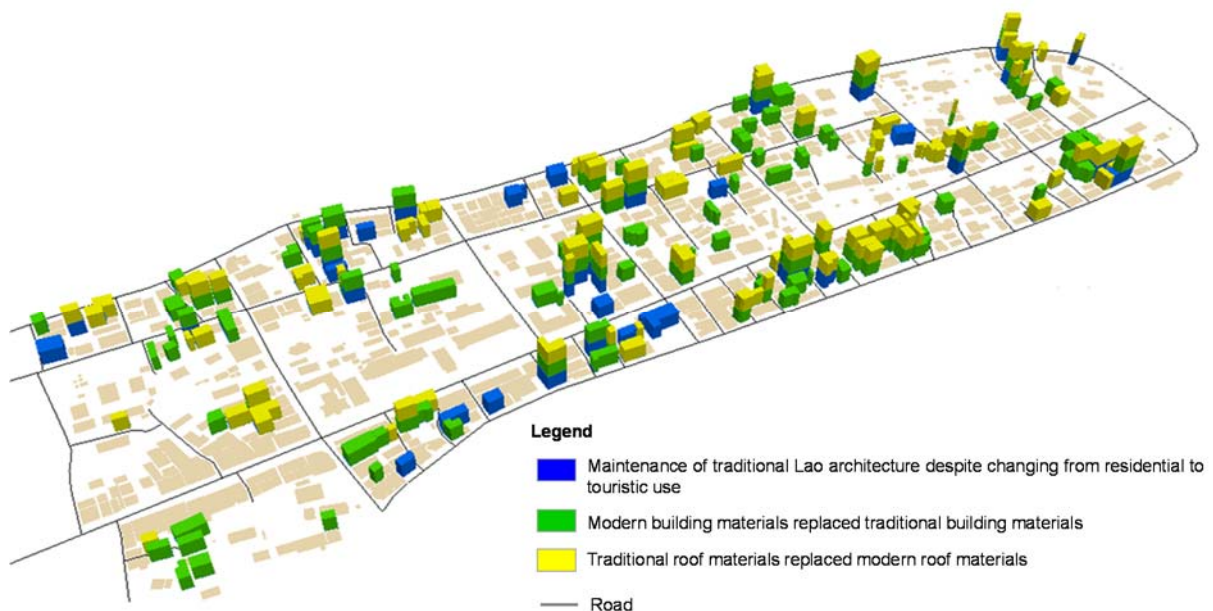 Legend
Maintenance of traditional Lao architecture despite changing from residential to
touristic use
Modern building materials replaced traditional building materials
Traditional roof materials replaced modern roof materials
Road